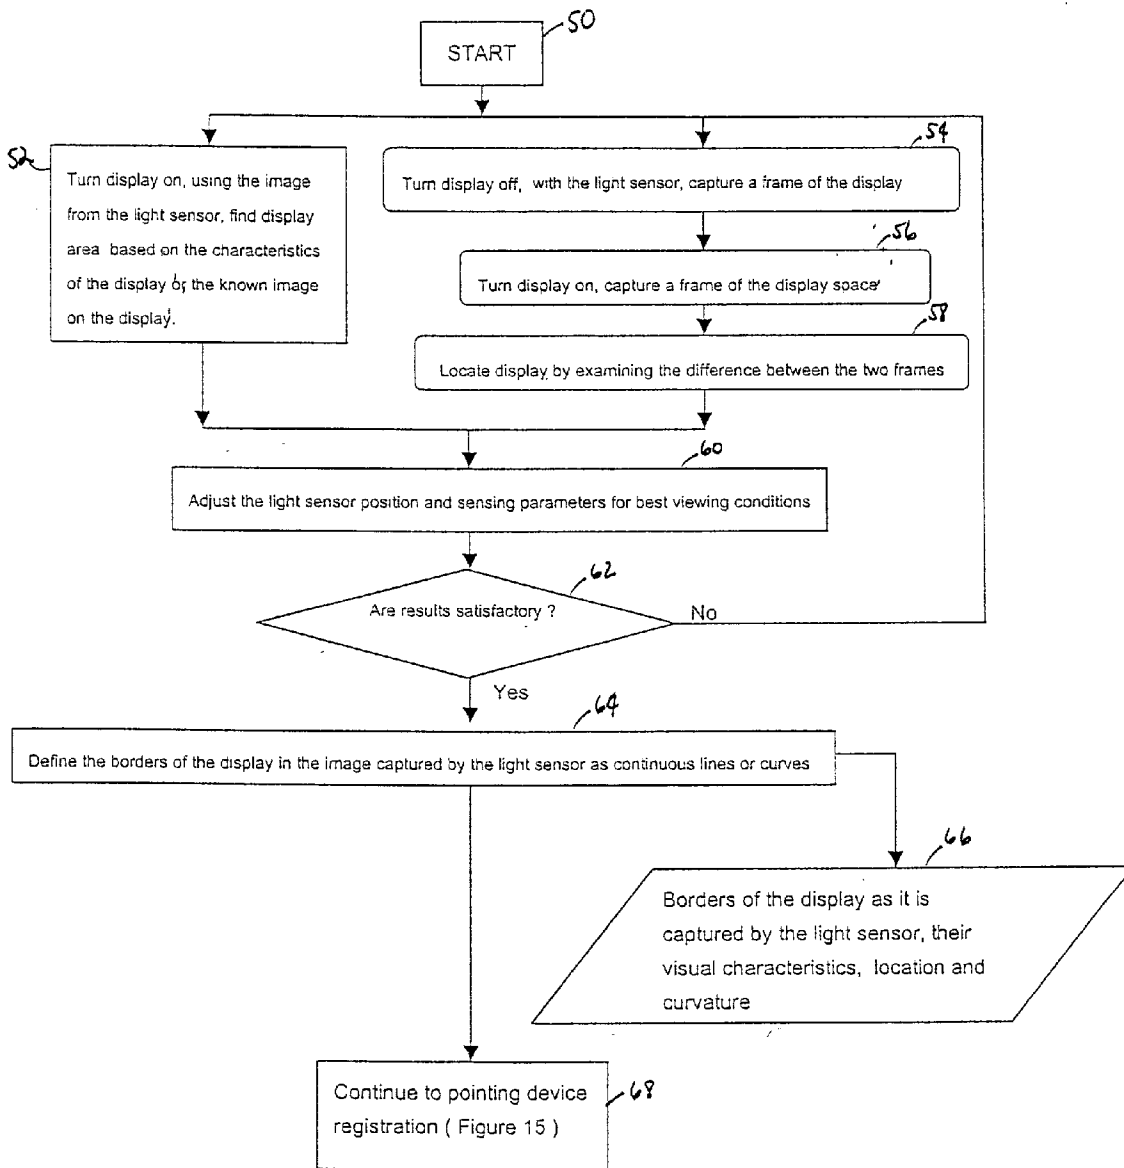 50
START
52
Turn display on, using the image
from the light sensor, find display
area based on the characteristics
of the display or the known image
on the display.
54
Turn display off, with the light sensor, capture a frame of the display
56
Turn display on, capture a frame of the display space
58
Locate display by examining the difference between the two frames
60
Adjust the light sensor position and sensing parameters for best viewing conditions
62
Are results satisfactory ?
No
Yes
64
Define the borders of the display in the image captured by the light sensor as continuous lines or curves
66
Borders of the display as it is
captured by the light sensor, their
visual characteristics, location and
curvature
68
Continue to pointing device
registration ( Figure 15 )